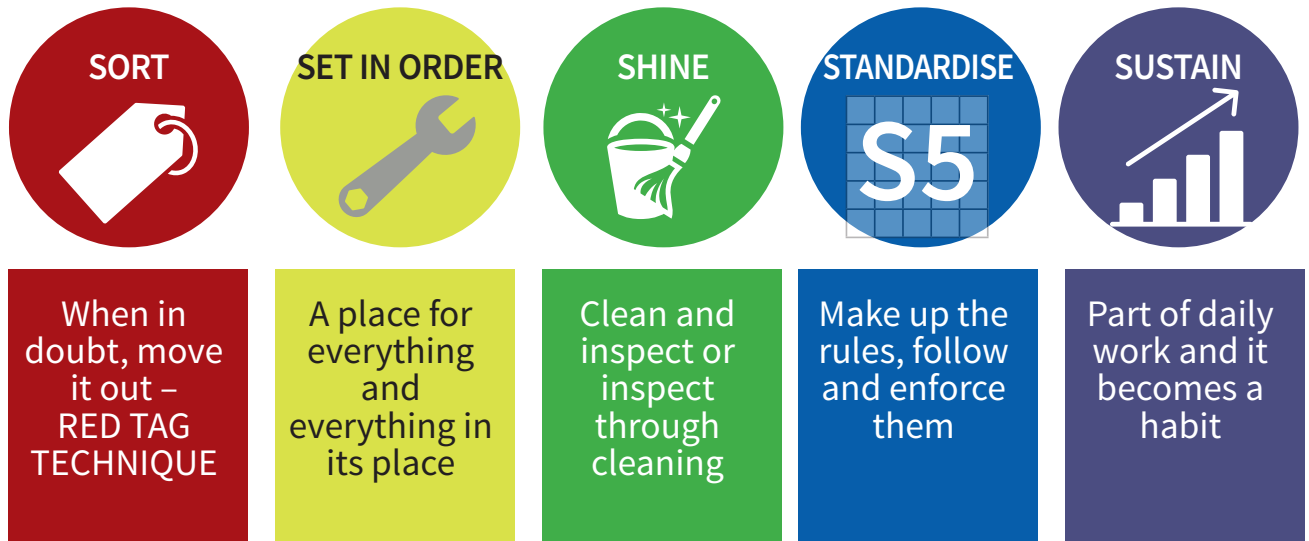 SORT
SET IN ORDER
SHINE
STANDARDISE
SUSTAIN
S5
When in
doubt, move
it out –
RED TAG
TECHNIQUE
A place for
everything
and
everything in
its place
Clean and
inspect or
inspect
through
cleaning
Make up the
rules, follow
and enforce
them
Part of daily
work and it
becomes a
habit